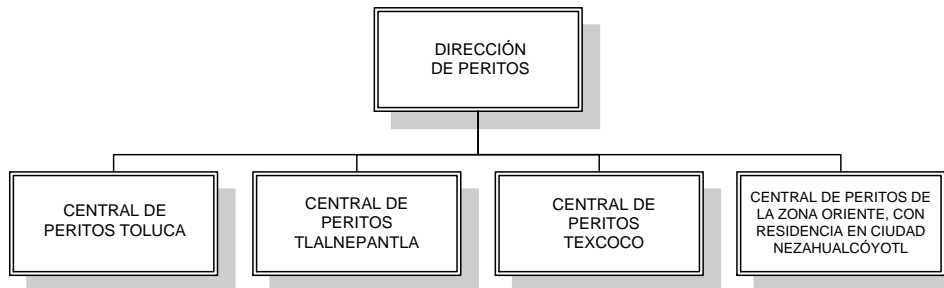 DIRECCIÓN
DE PERITOS
CENTRAL DE
PERITOS TOLUCA
CENTRAL DE
PERITOS
TLALNEPANTLA
CENTRAL DE
PERITOS
TEXCOCO
CENTRAL DE PERITOS DE
LA ZONA ORIENTE, CON
RESIDENCIA EN CIUDAD
NEZAHUALCÓYOTL